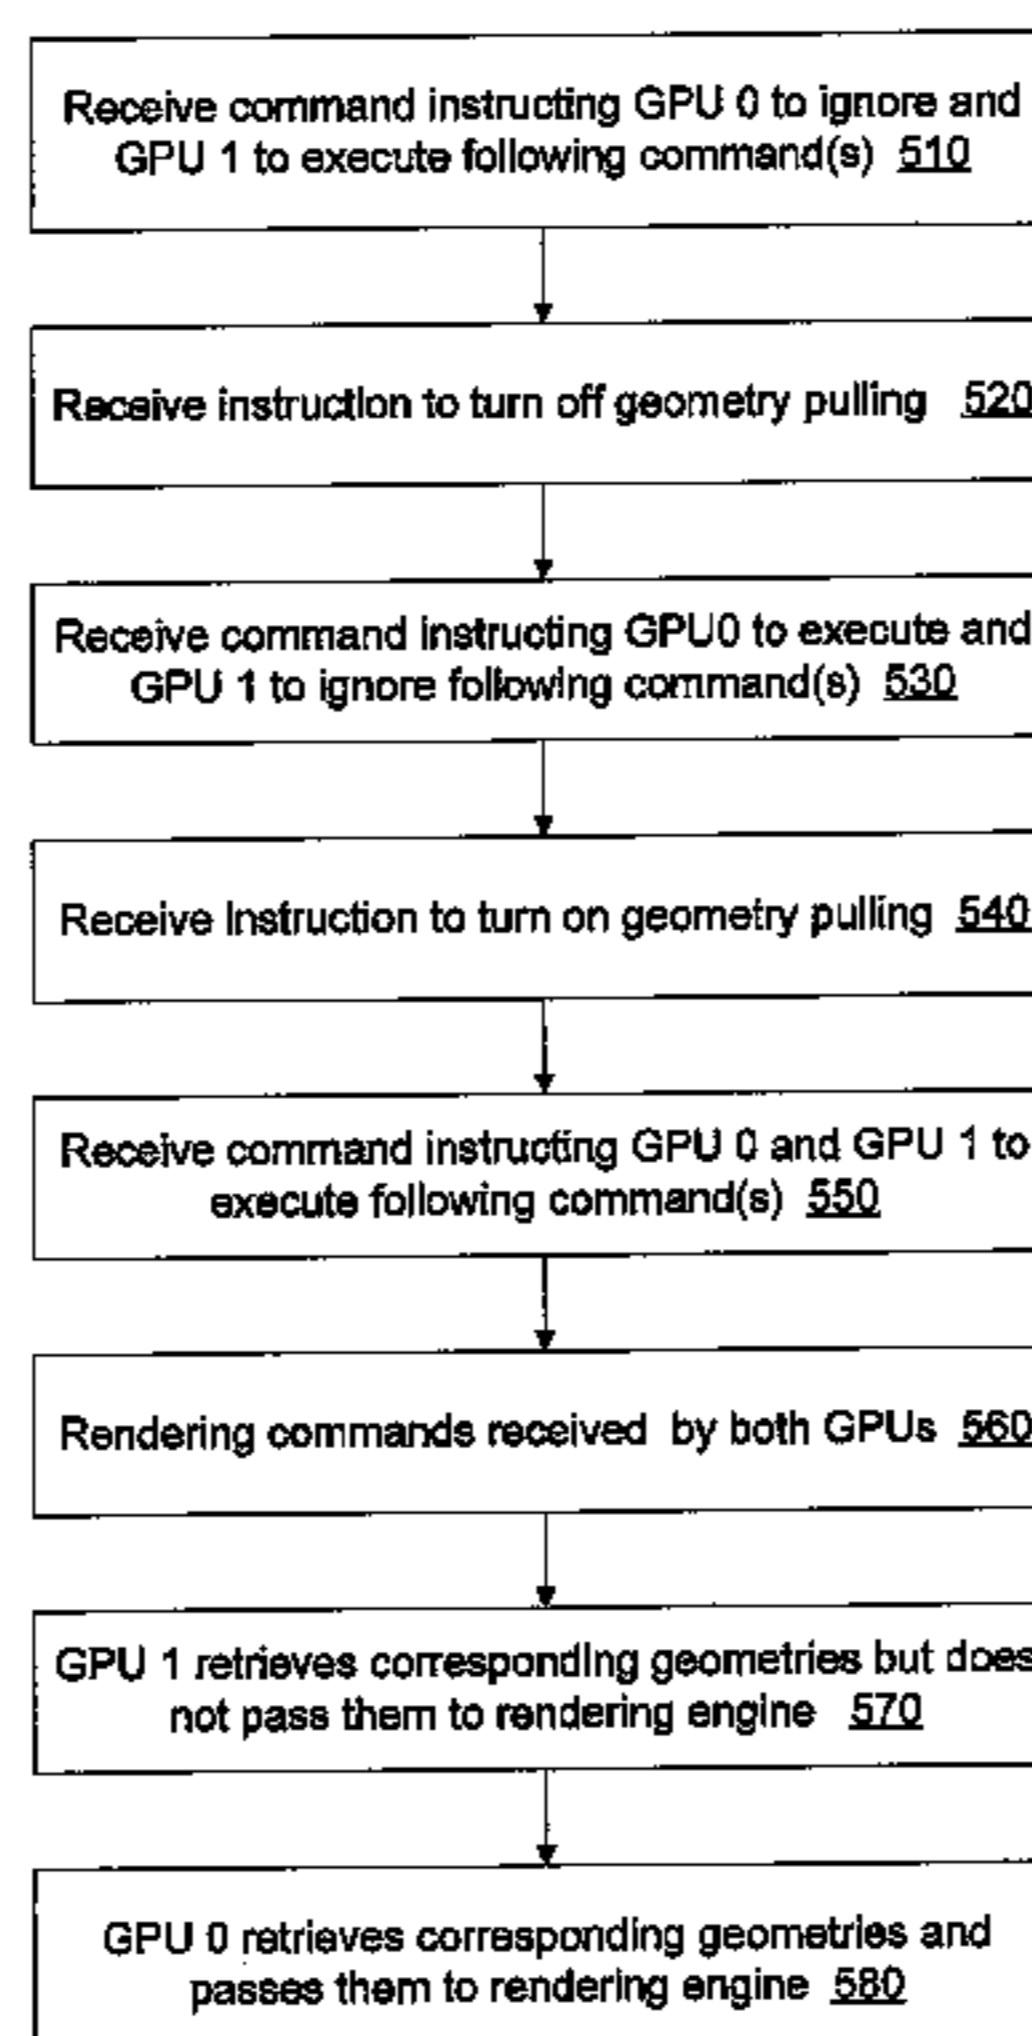 Receive command instructing GPU 0 to ignore and
GPU 1 to execute following command(s) 510
Receive instruction to turn off geometry pulling 520
Receive command instructing GPU0 to execute and
GPU 1 to ignore following command(s) 530
Receive Instruction to turn on geometry pulling 540
Receive command instructing GPU 0 and GPU 1 to
execute following command(s) 550
Rendering commands received by both GPUs 560
GPU 1 retrieves corresponding geometries but does
not pass them to rendering engine 570
GPU 0 retrieves corresponding geometries and
passes them to rendering engine 580